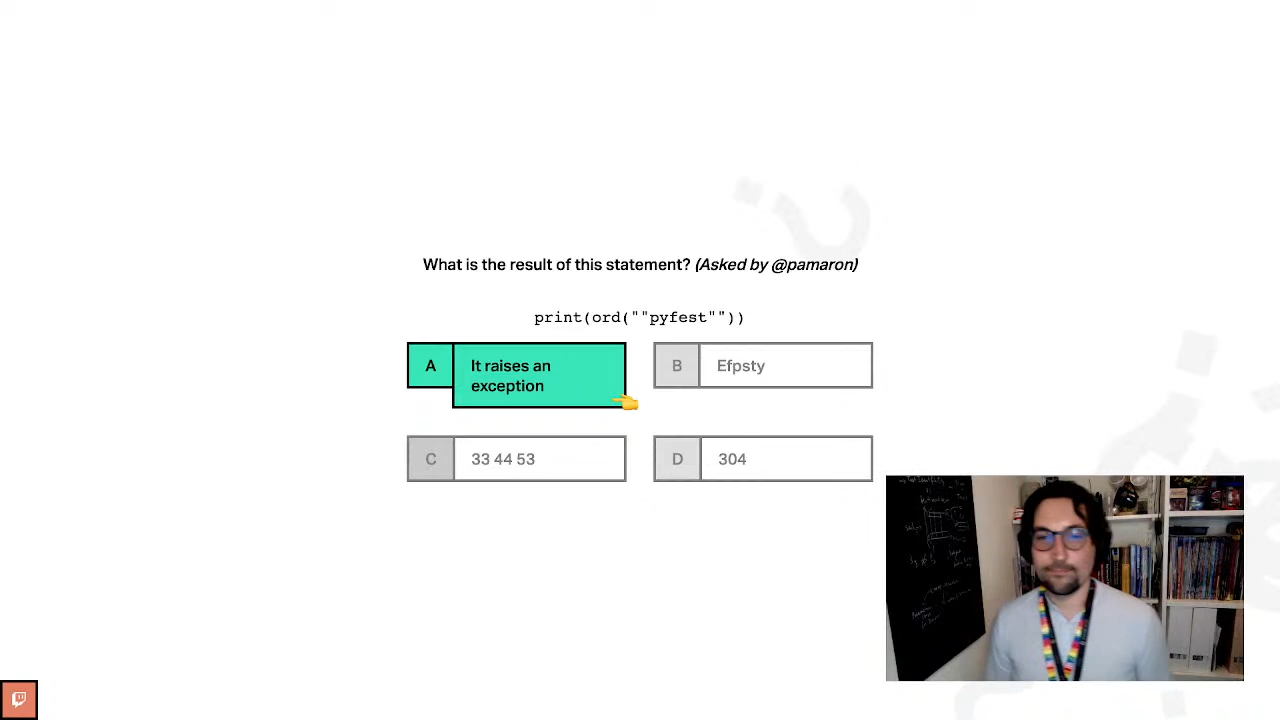 What is the result of this statement? (Asked by @pamaron)
print(ord(""pyfest""))
A
It raises an
exception
B
Efpsty
C
33 44 53
D
304